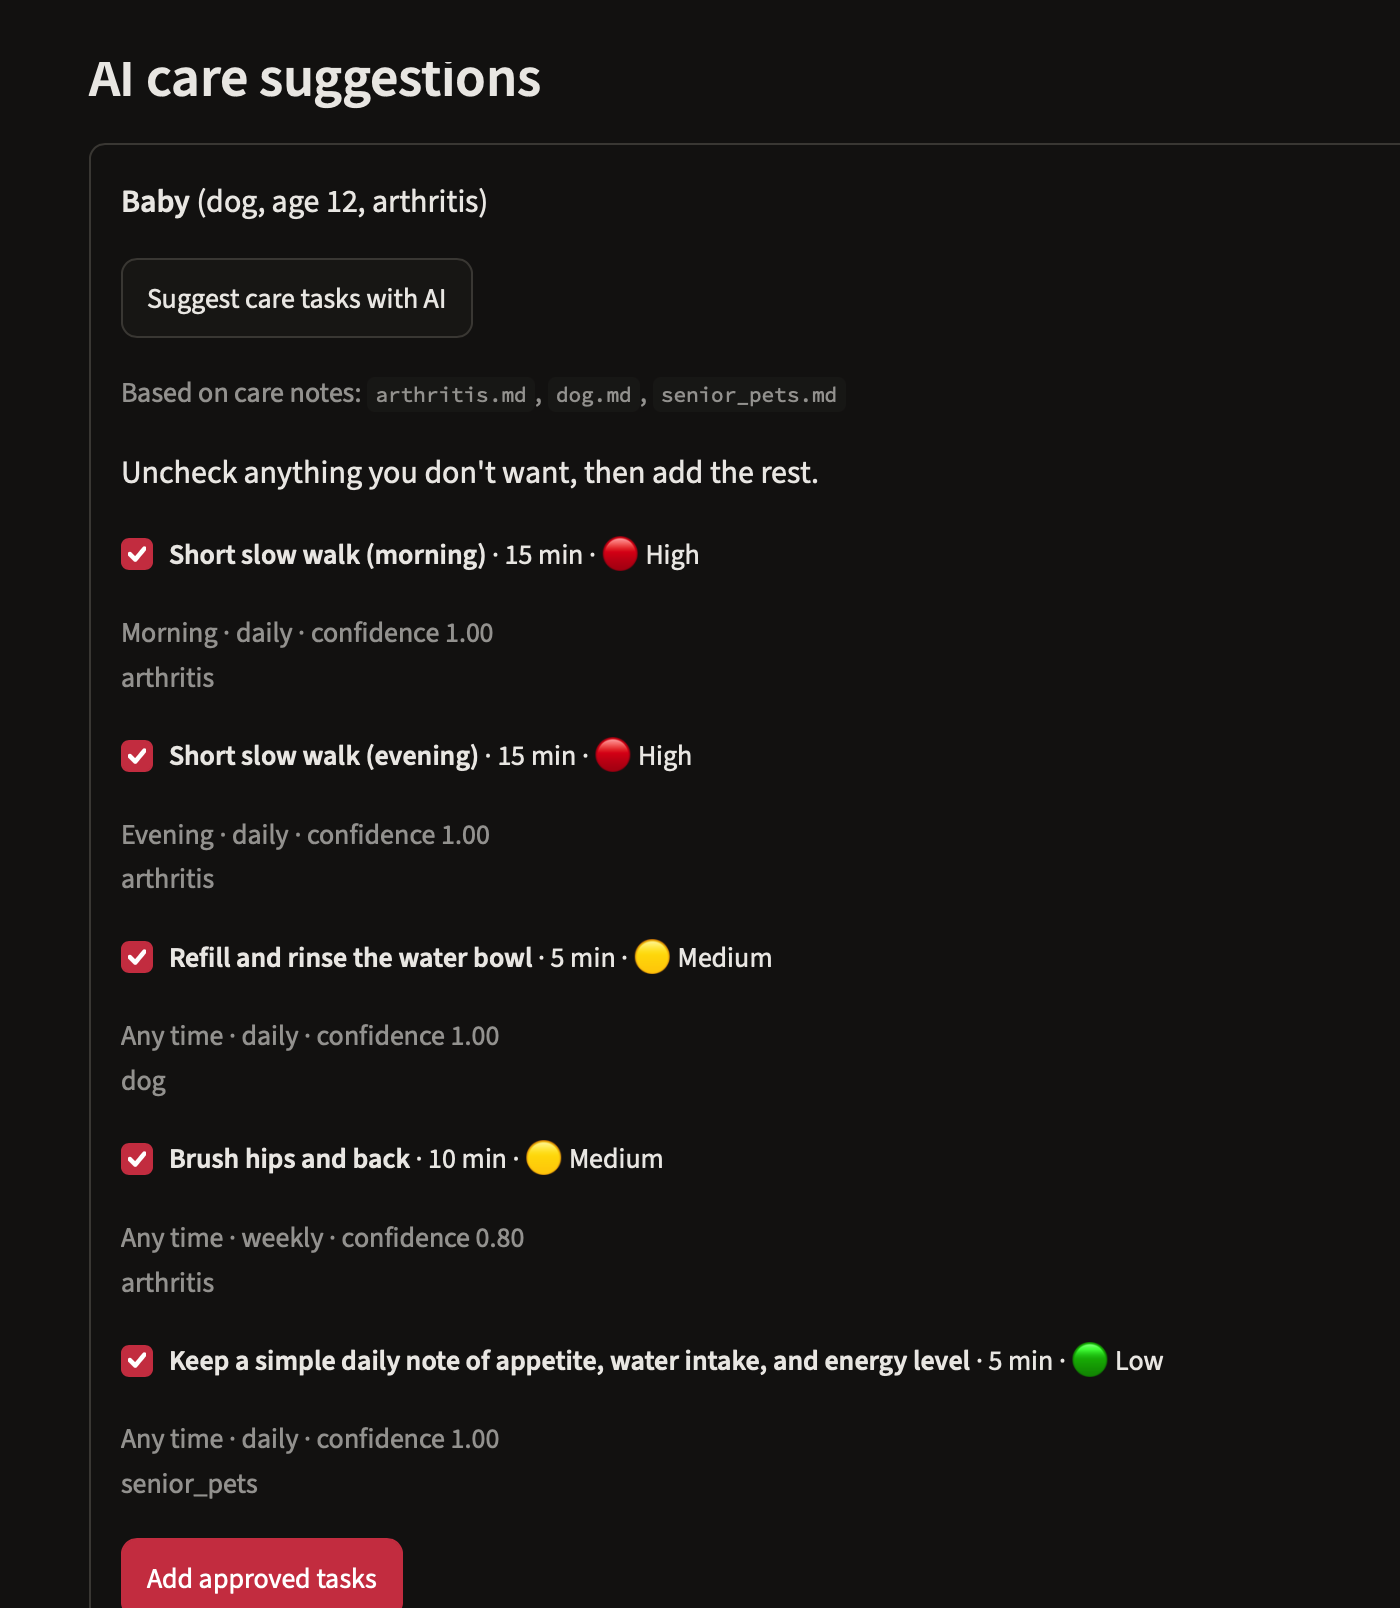 AI care suggestions
Baby (dog, age 12, arthritis)
Suggest care tasks with AI
Based on care notes: arthritis.md, dog.md, senior_pets.md
Uncheck anything you don't want, then add the rest.
Short slow walk (morning) · 15 min · 🔴 High
Morning · daily · confidence 1.00
arthritis
Short slow walk (evening) · 15 min · 🔴 High
Evening · daily · confidence 1.00
arthritis
Refill and rinse the water bowl · 5 min · 🟡 Medium
Any time · daily · confidence 1.00
dog
Brush hips and back · 10 min · 🟡 Medium
Any time · weekly · confidence 0.80
arthritis
Keep a simple daily note of appetite, water intake, and energy level · 5 min · 🟢 Low
Any time · daily · confidence 1.00
senior_pets
Add approved tasks